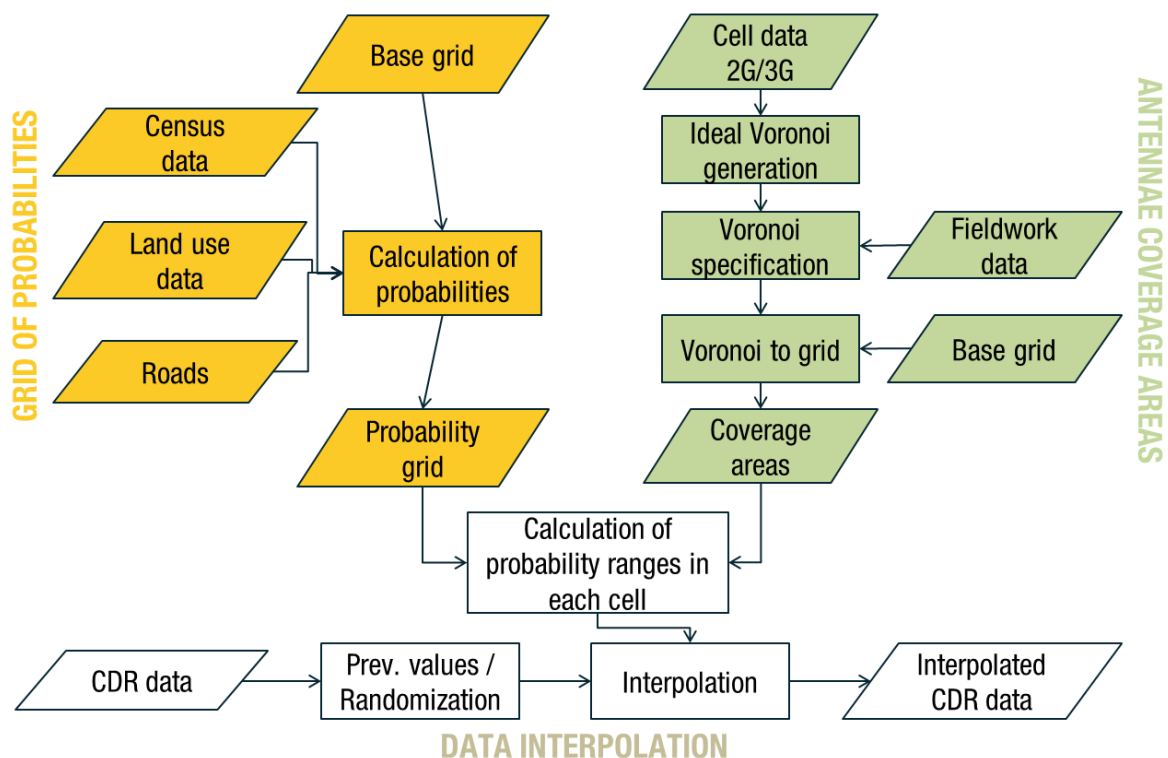 GRID OF PROBABILITIES
Base grid
Census
data
Land use
data
Roads
Calculation of
probabilities
Probability
grid
Cell data
2G/3G
Ideal Voronoi
generation
Voronoi
specification
Fieldwork
data
Voronoi to grid
Base grid
Coverage
areas
ANTENNAE COVERAGE AREAS
Calculation of
probability ranges in
each cell
CDR data
Prev. values /
Randomization
Interpolation
Interpolated
CDR data
DATA INTERPOLATION